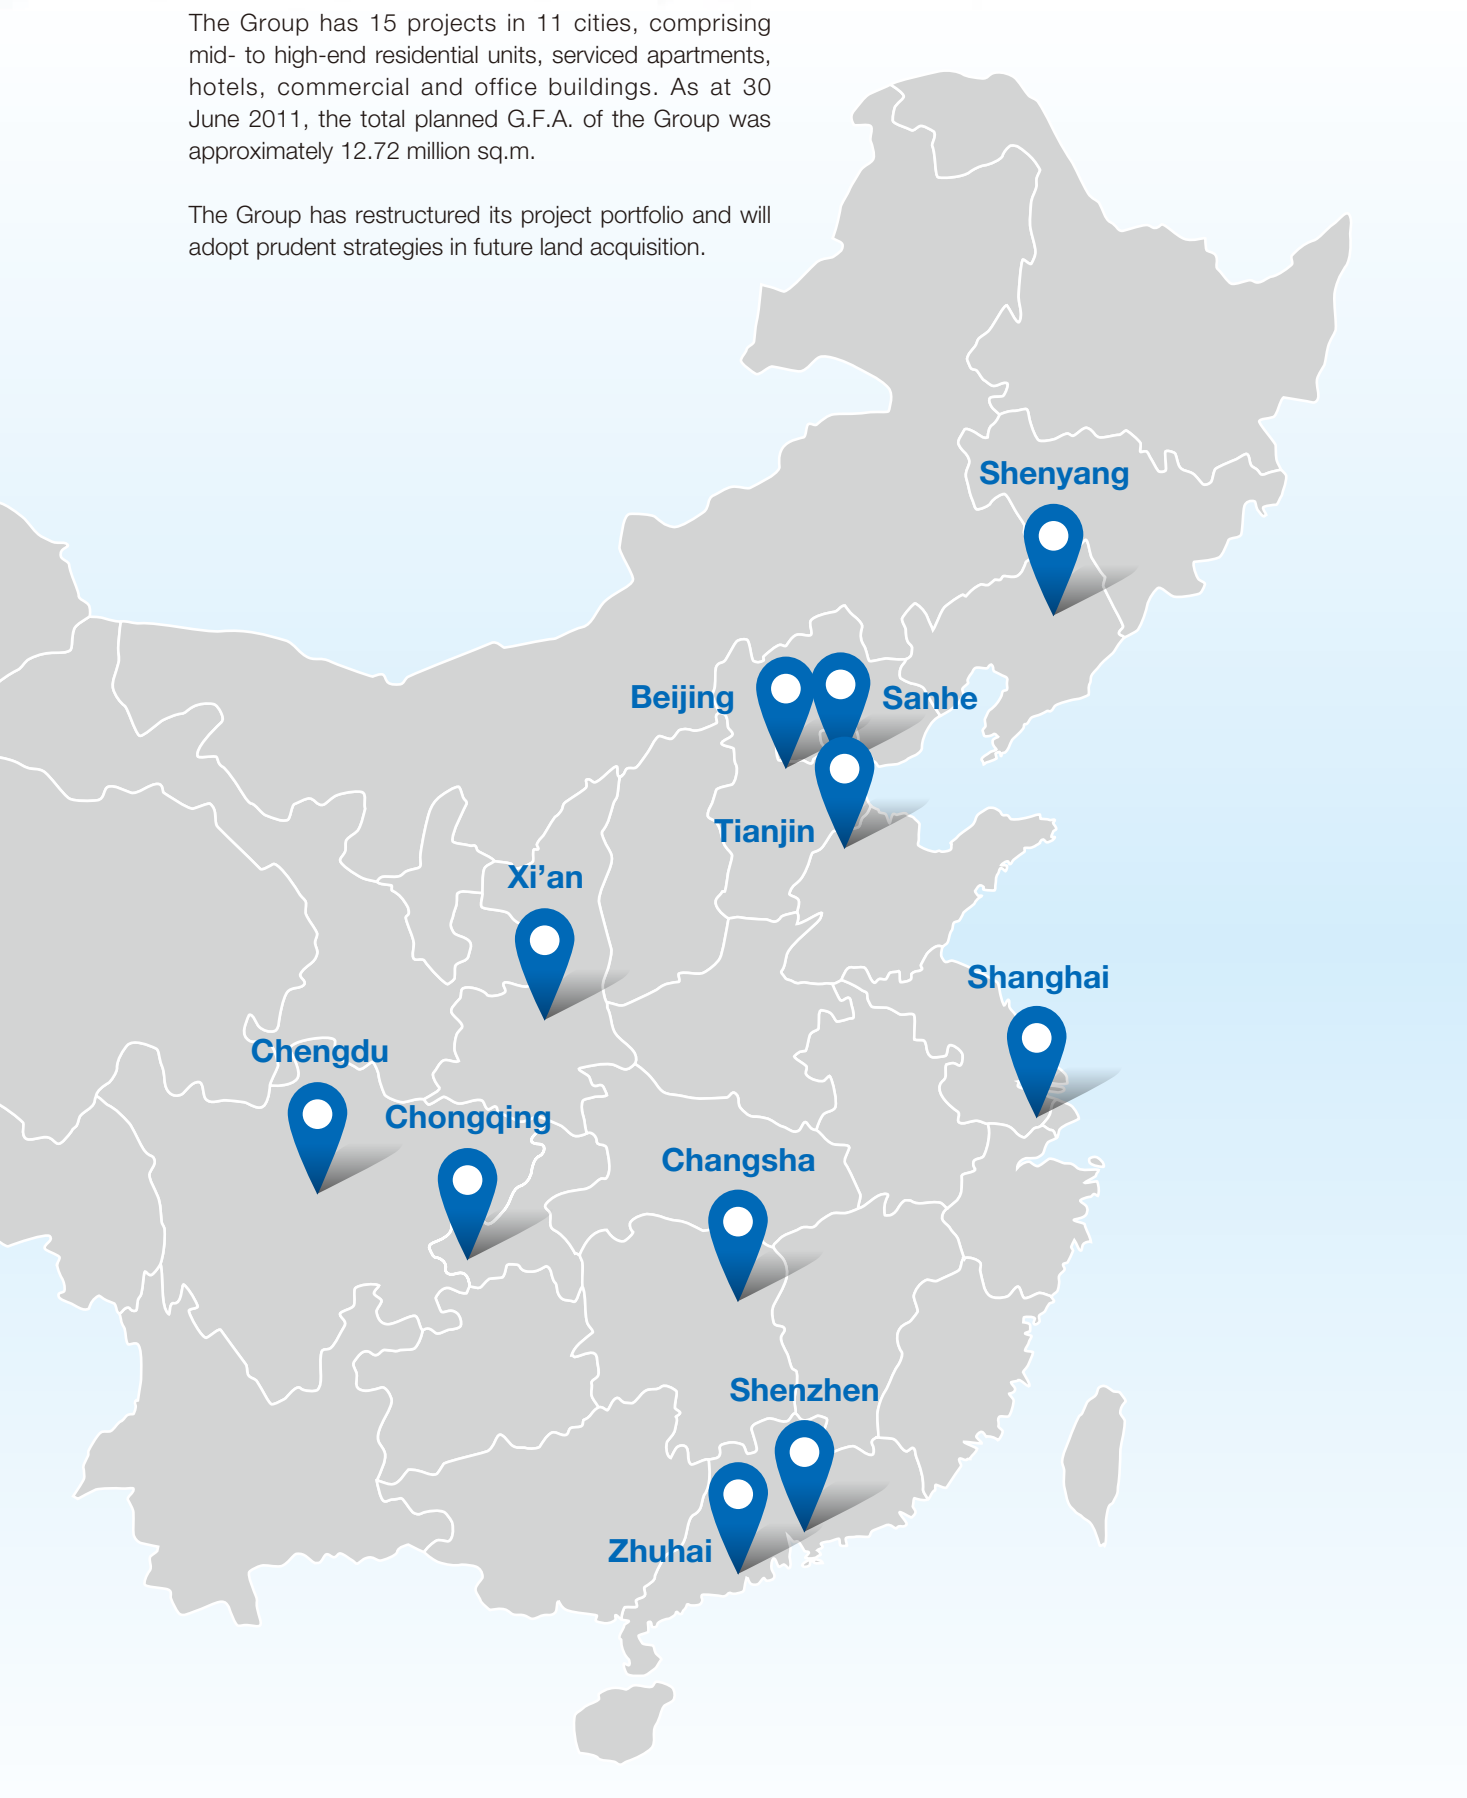 The Group has 15 projects in 11 cities, comprising
mid- to high-end residential units, serviced apartments,
hotels, commercial and office buildings. As at 30
June 2011, the total planned G.F.A. of the Group was
approximately 12.72 million sq.m.
The Group has restructured its project portfolio and will
adopt prudent strategies in future land acquisition.
Shenyang
Beijing
Sanhe
Tianjin
Xi’an
Shanghai
Chengdu
Chongqing
Changsha
Shenzhen
Zhuhai